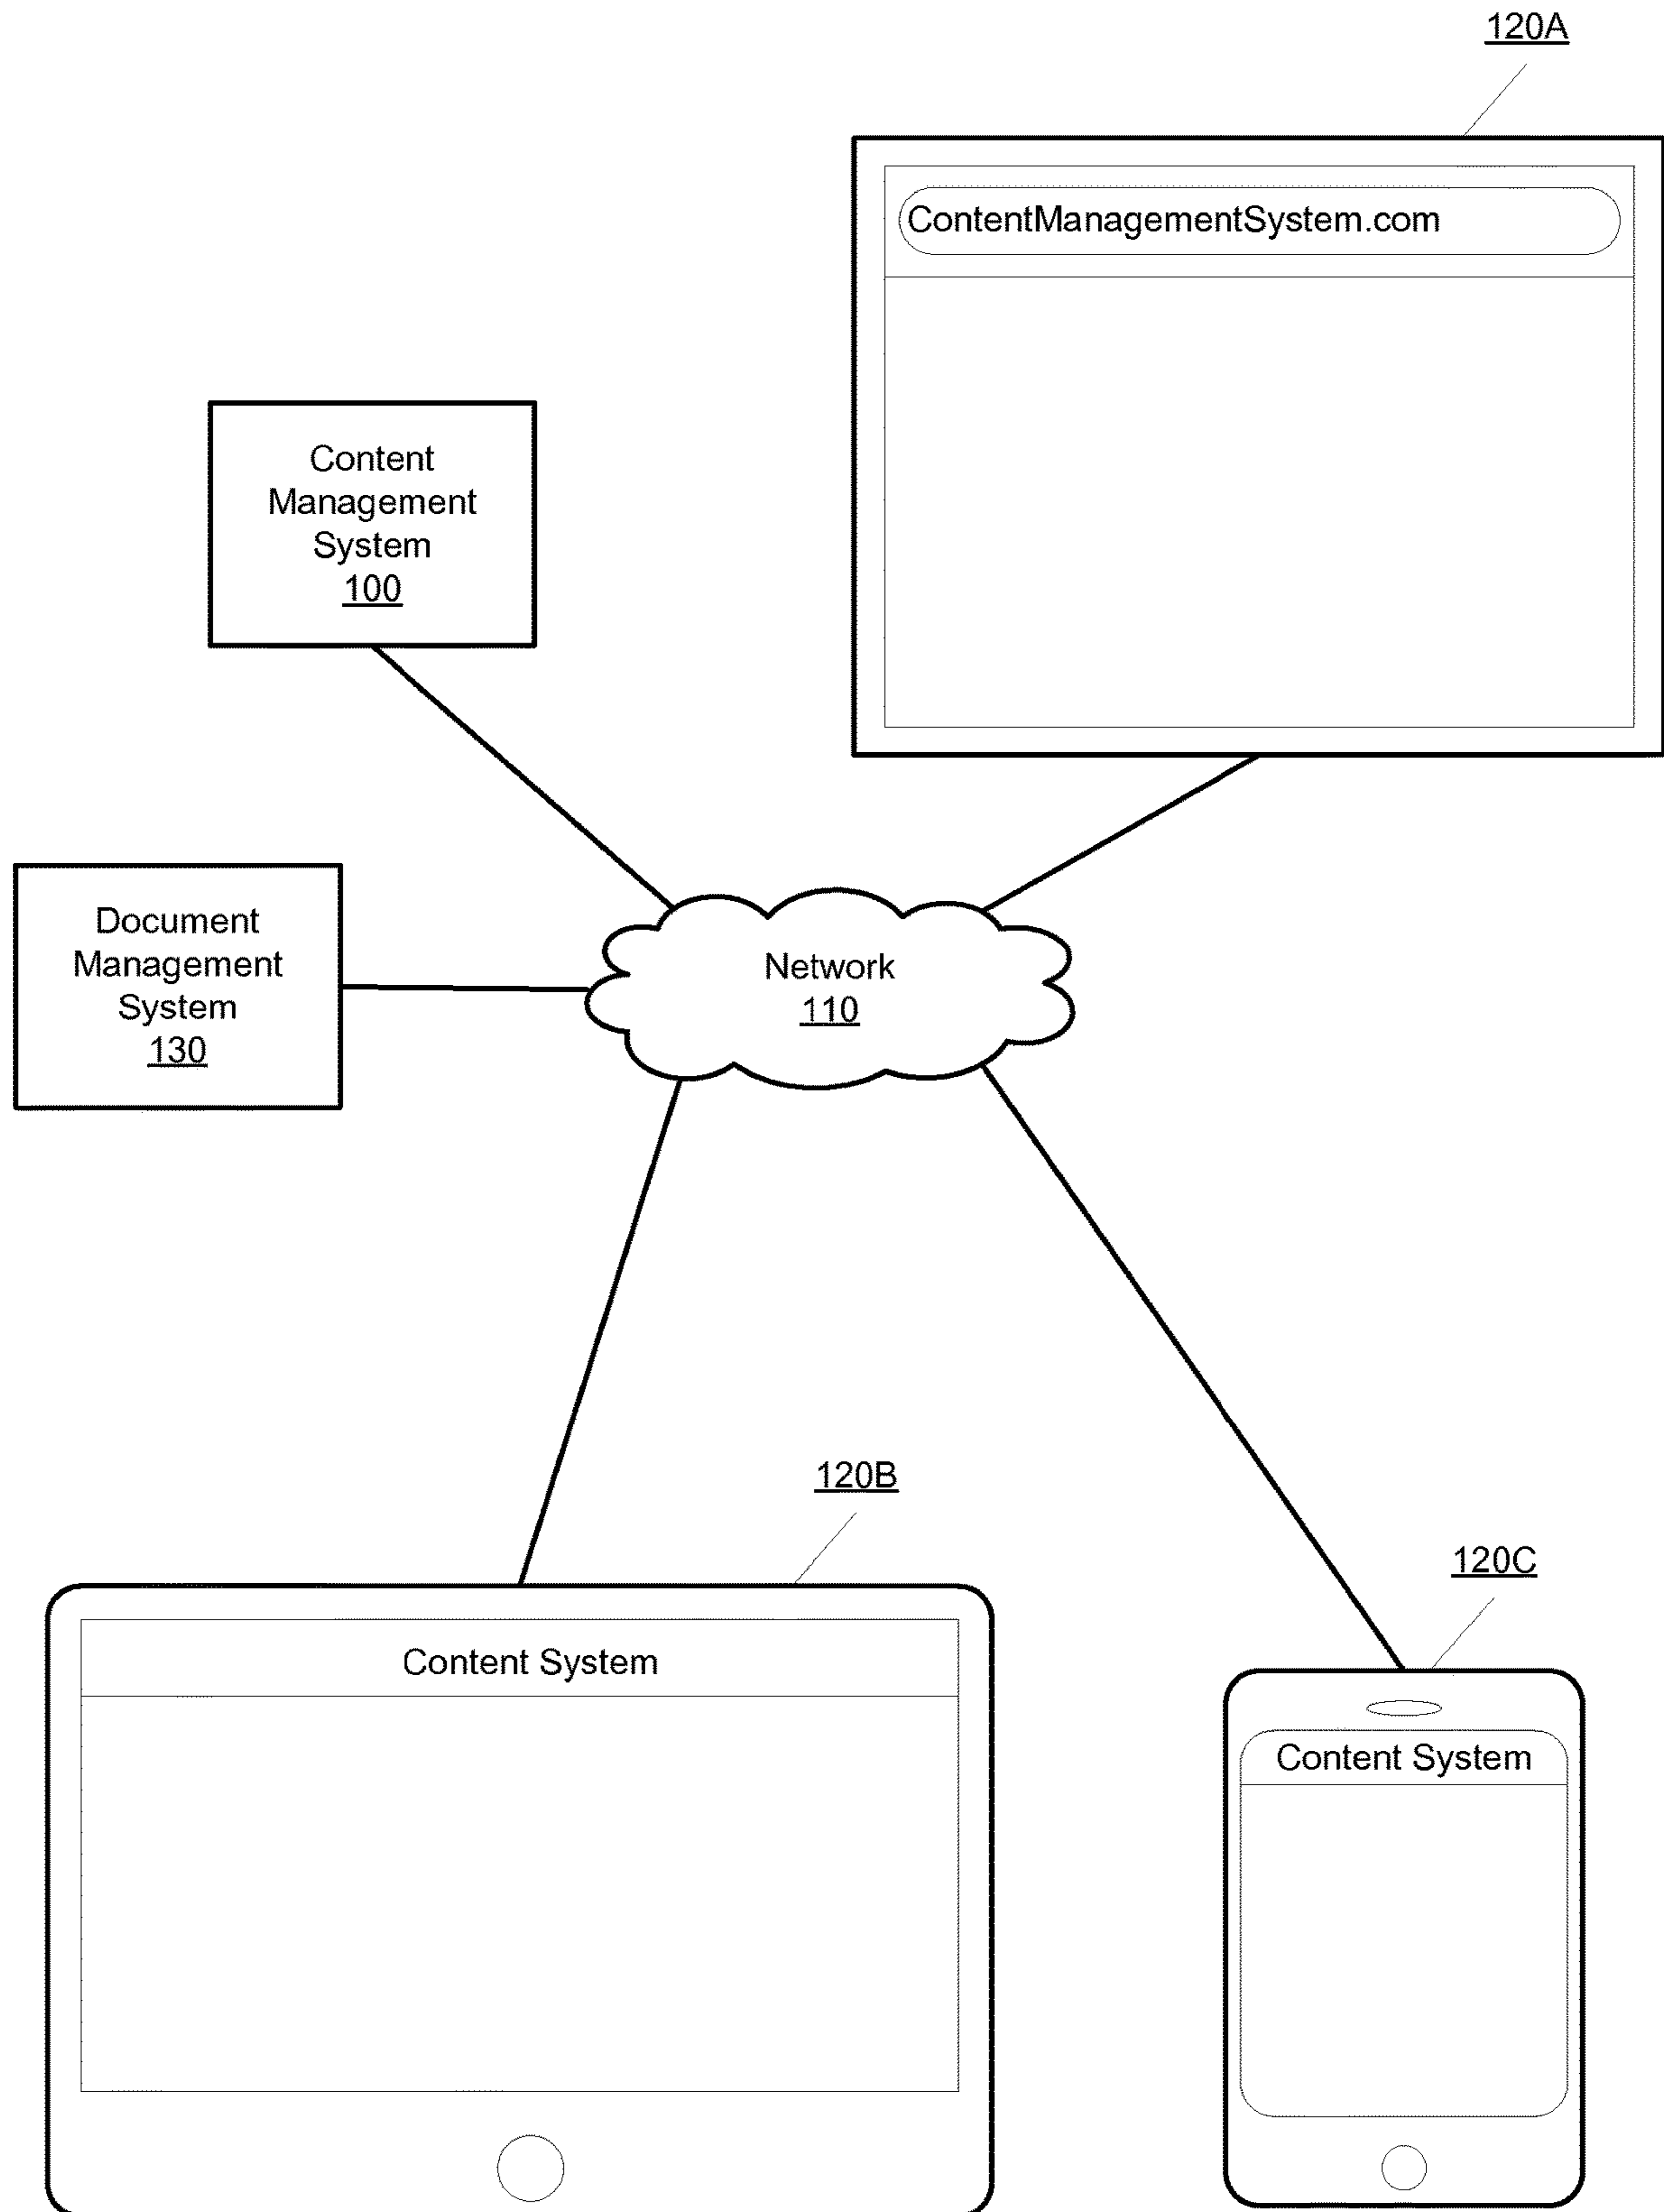 120A
ContentManagementSystem.com
Content
Management
System
100
Document
Management
System
130
Network
110
120B
Content System
120C
Content System